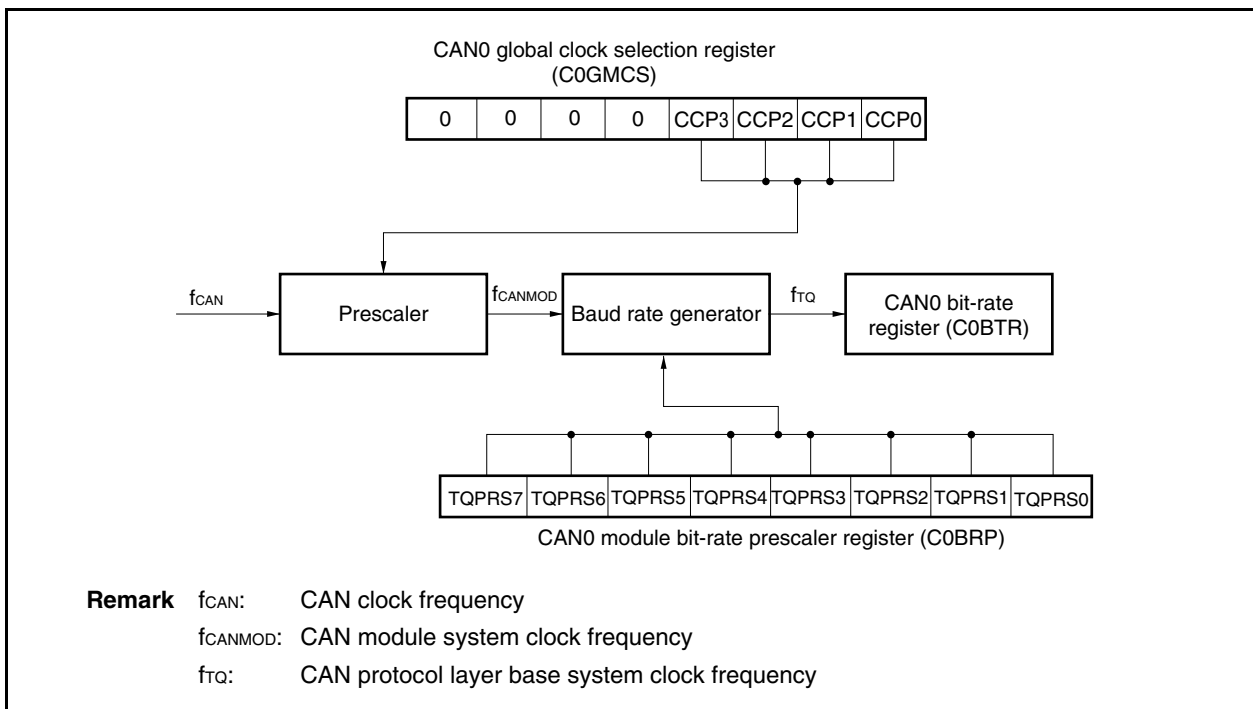 CAN0 global clock selection register
(C0GMCS)
0 0 0 0 CCP3 CCP2 CCP1 CCP0
fCAN
Prescaler
fCANMOD
Baud rate generator
fTQ
CAN0 bit-rate
register (C0BTR)
TQPRS7 TQPRS6 TQPRS5 TQPRS4 TQPRS3 TQPRS2 TQPRS1 TQPRS0
CAN0 module bit-rate prescaler register (C0BRP)
Remark fCAN: CAN clock frequency
fCANMOD: CAN module system clock frequency
fTQ: CAN protocol layer base system clock frequency